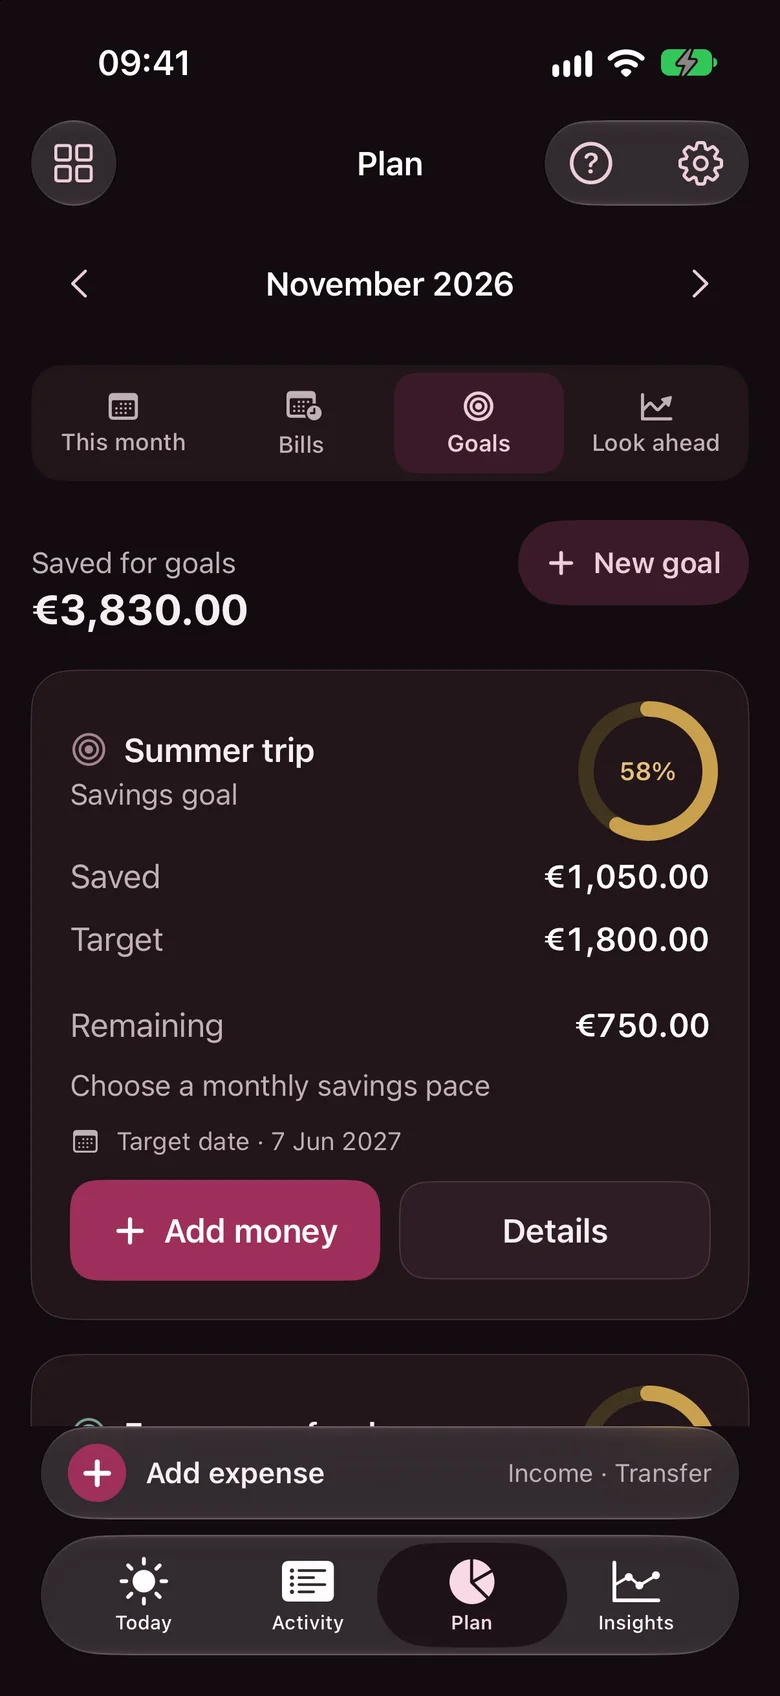 09:41
Plan
November 2026
This month
Bills
Goals
Look ahead
Saved for goals
€3,830.00
+ New goal
Summer trip
Savings goal
58%
Saved
€1,050.00
Target
€1,800.00
Remaining
€750.00
Choose a monthly savings pace
Target date · 7 Jun 2027
+ Add money
Details
Add expense
Income · Transfer
Today
Activity
Plan
Insights